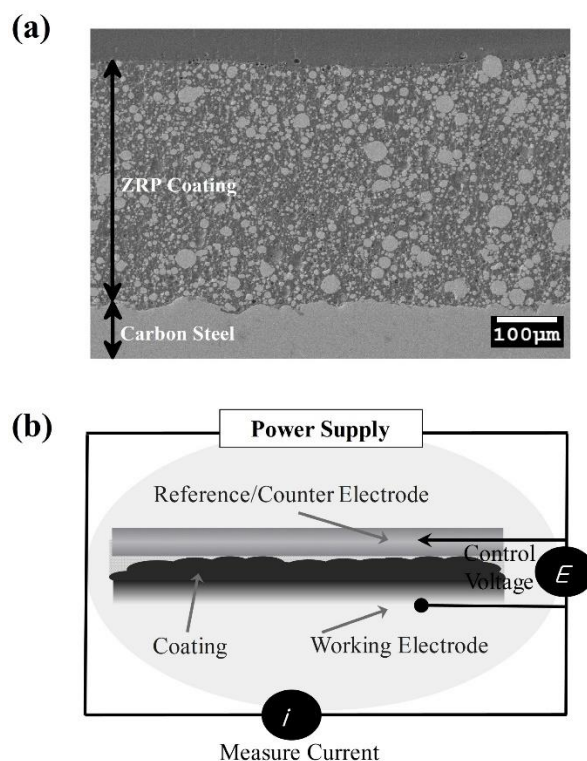 (a)
ZRP Coating
Carbon Steel
100μm
(b)
Power Supply
Reference/Counter Electrode
Control
Voltage
E
Coating
Working Electrode
i
Measure Current